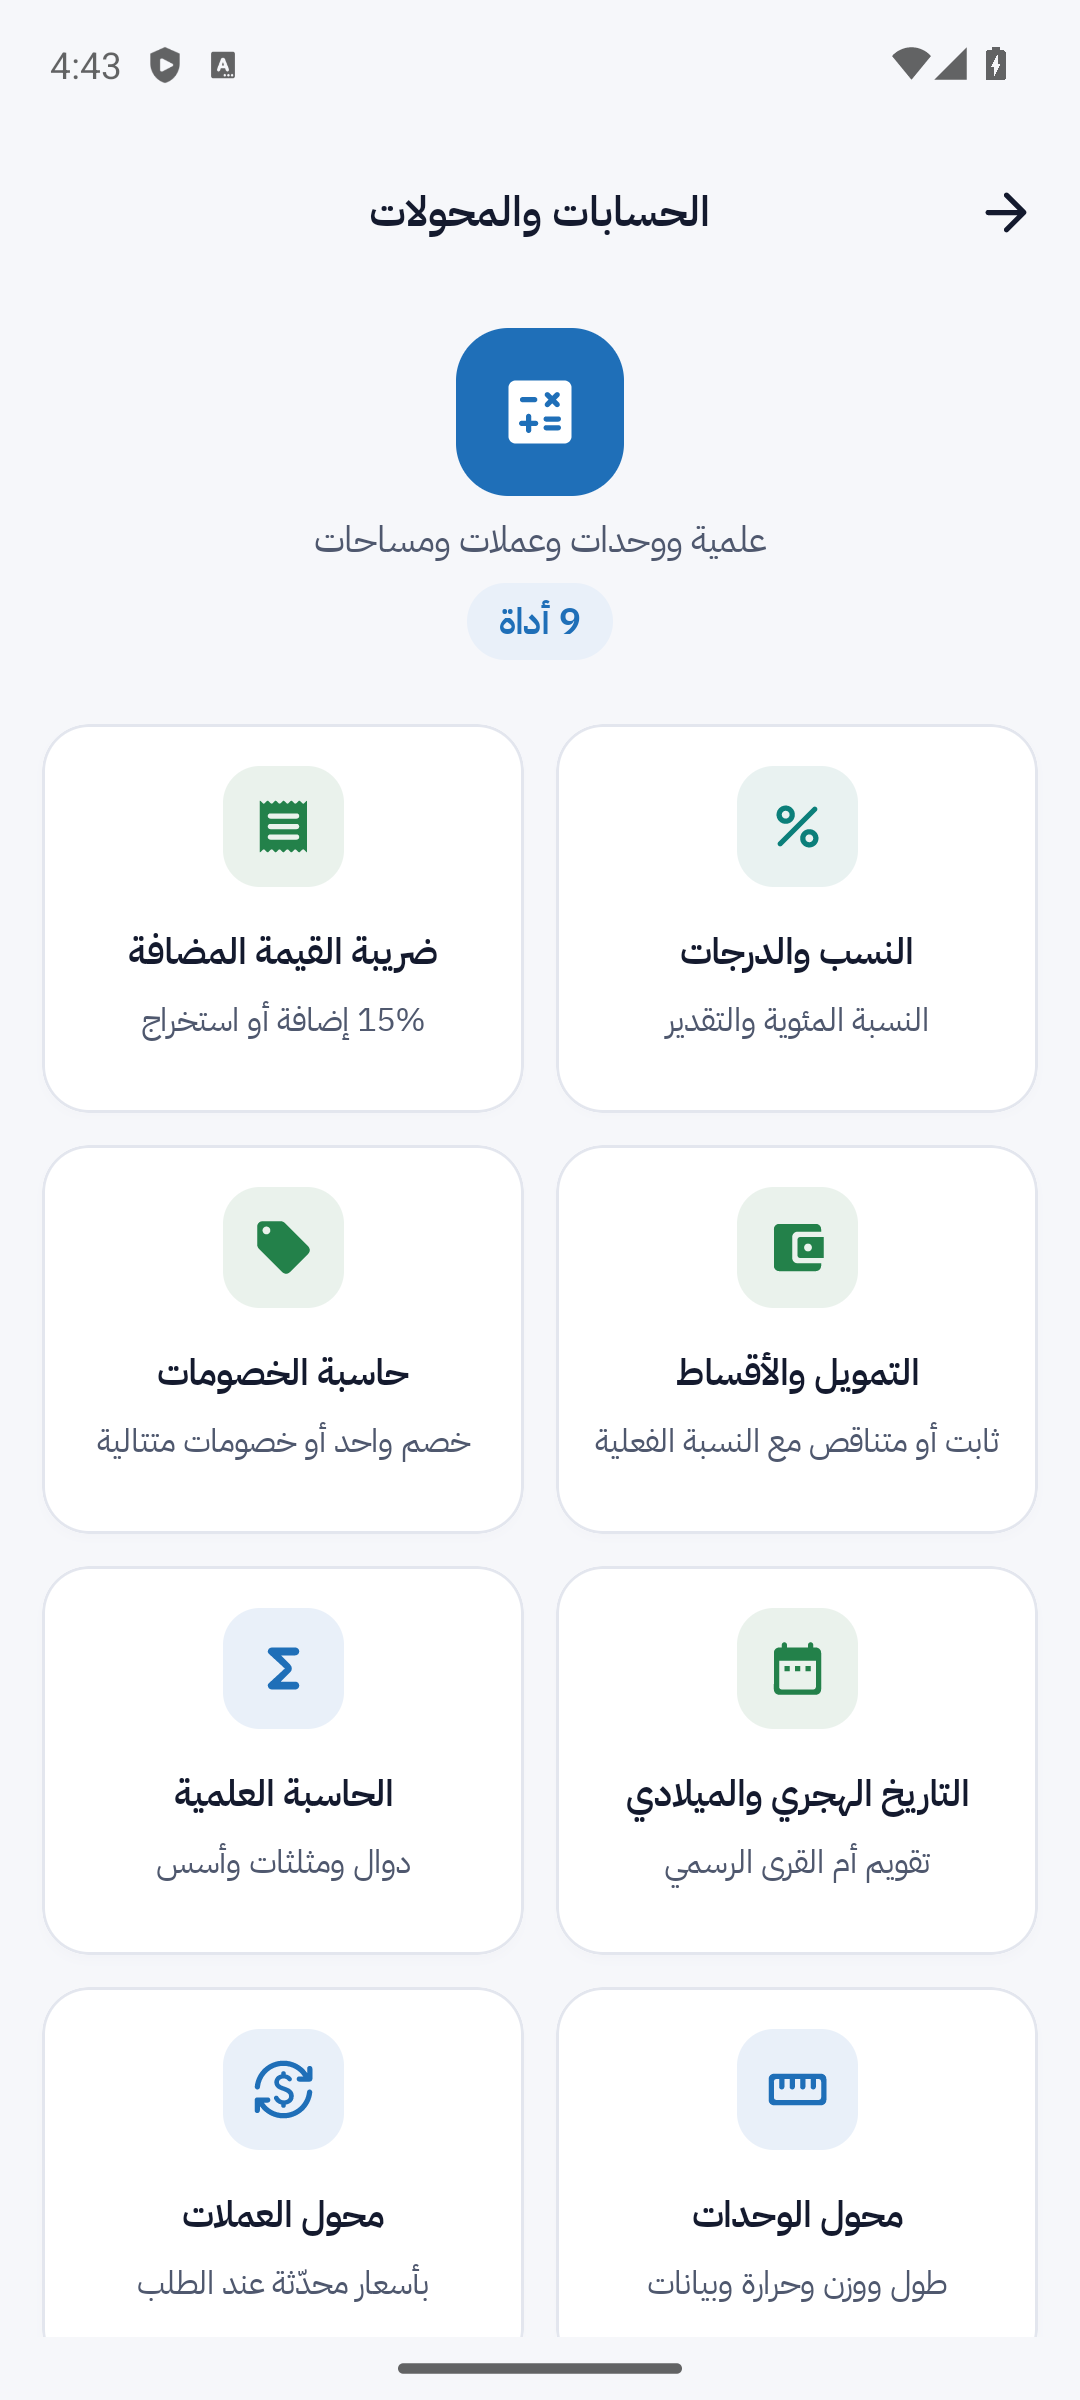 4:43
الحسابات والمحولات
علمية ووحدات وعملات ومساحات
9 أداة
النسب والدرجات
النسبة المئوية والتقدير
ضريبة القيمة المضافة
15% إضافة أو استخراج
التمويل والأقساط
ثابت أو متناقص مع النسبة الفعلية
حاسبة الخصومات
خصم واحد أو خصومات متتالية
التاريخ الهجري والميلادي
تقويم أم القرى الرسمي
الحاسبة العلمية
دوال ومثلثات وأسس
محول الوحدات
طول ووزن وحرارة وبيانات
محول العملات
بأسعار محدّثة عند الطلب